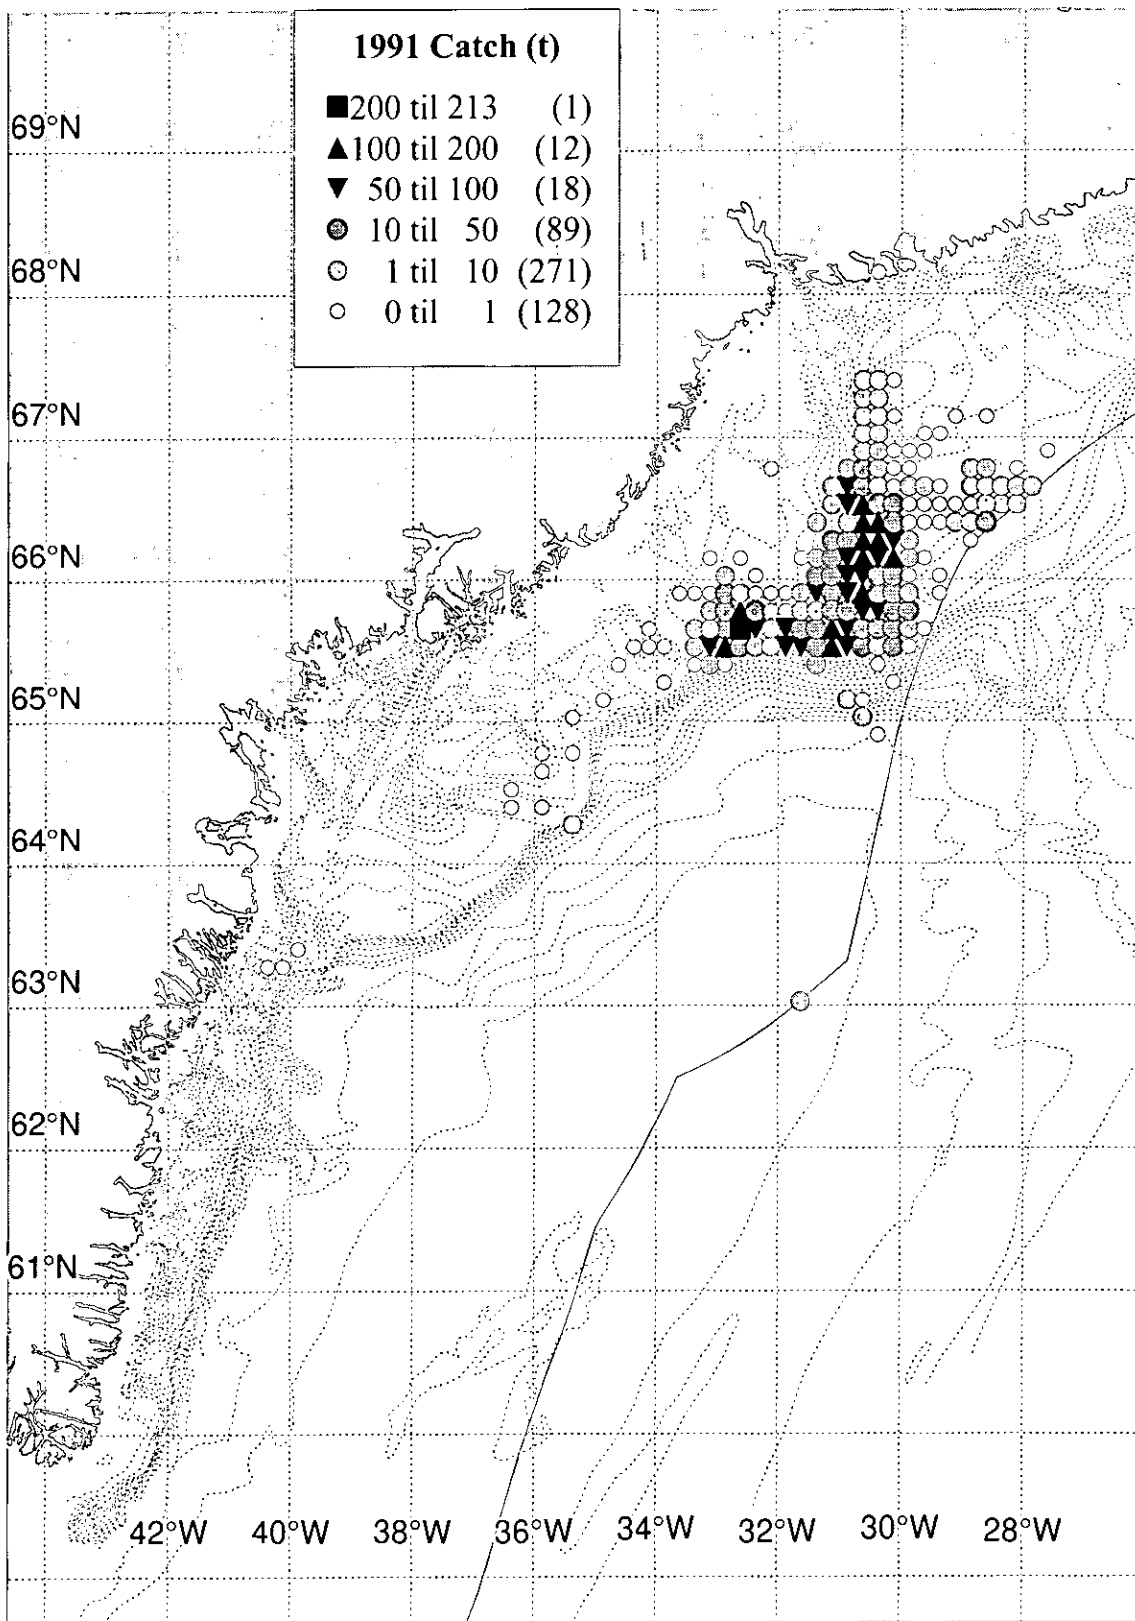 1991 Catch (t)
200 til 213 (1)
100 til 200 (12)
50 til 100 (18)
10 til 50 (89)
1 til 10 (271)
0 til 1 (128)
69°N
68°N
67°N
66°N
65°N
64°N
63°N
62°N
61°N
42°W 40°W 38°W 36°W 34°W 32°W 30°W 28°W